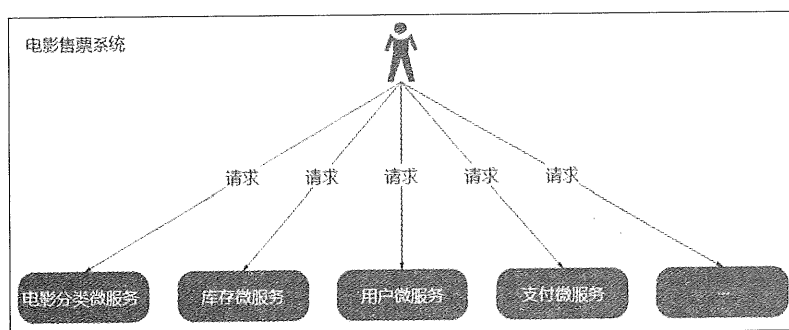 电影售票系统
请求 请求 请求 请求 请求
电影分类微服务 库存微服务 用户微服务 支付微服务 ...